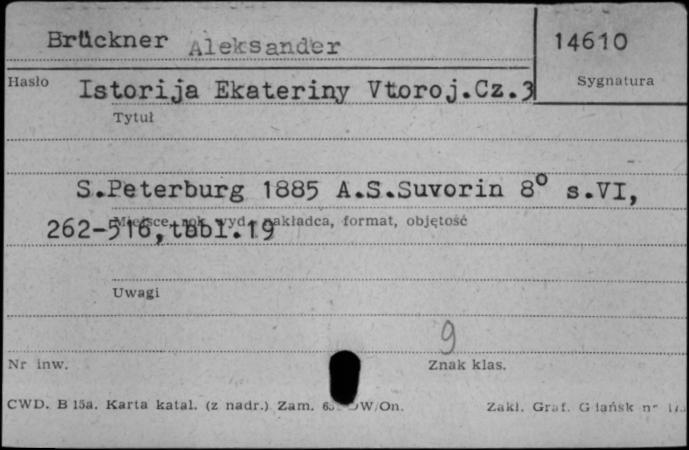 Brückner Aleksander
14610
Hasło
Sygnatura
Istorija Ekateriny Vtoroj.Cz.3
Tytuł
S.Peterburg 1885 A.S.Suvorin 8° s.VI,
Miejsce, rok, wyd., nakładca, format, objętość
262-516,tabl.19
Uwagi
9
Nr inw.
Znak klas.
CWD. B 15a. Karta katal. (z nadr.) Zam. W/On.
Zakł. Graf. Gdańsk nr